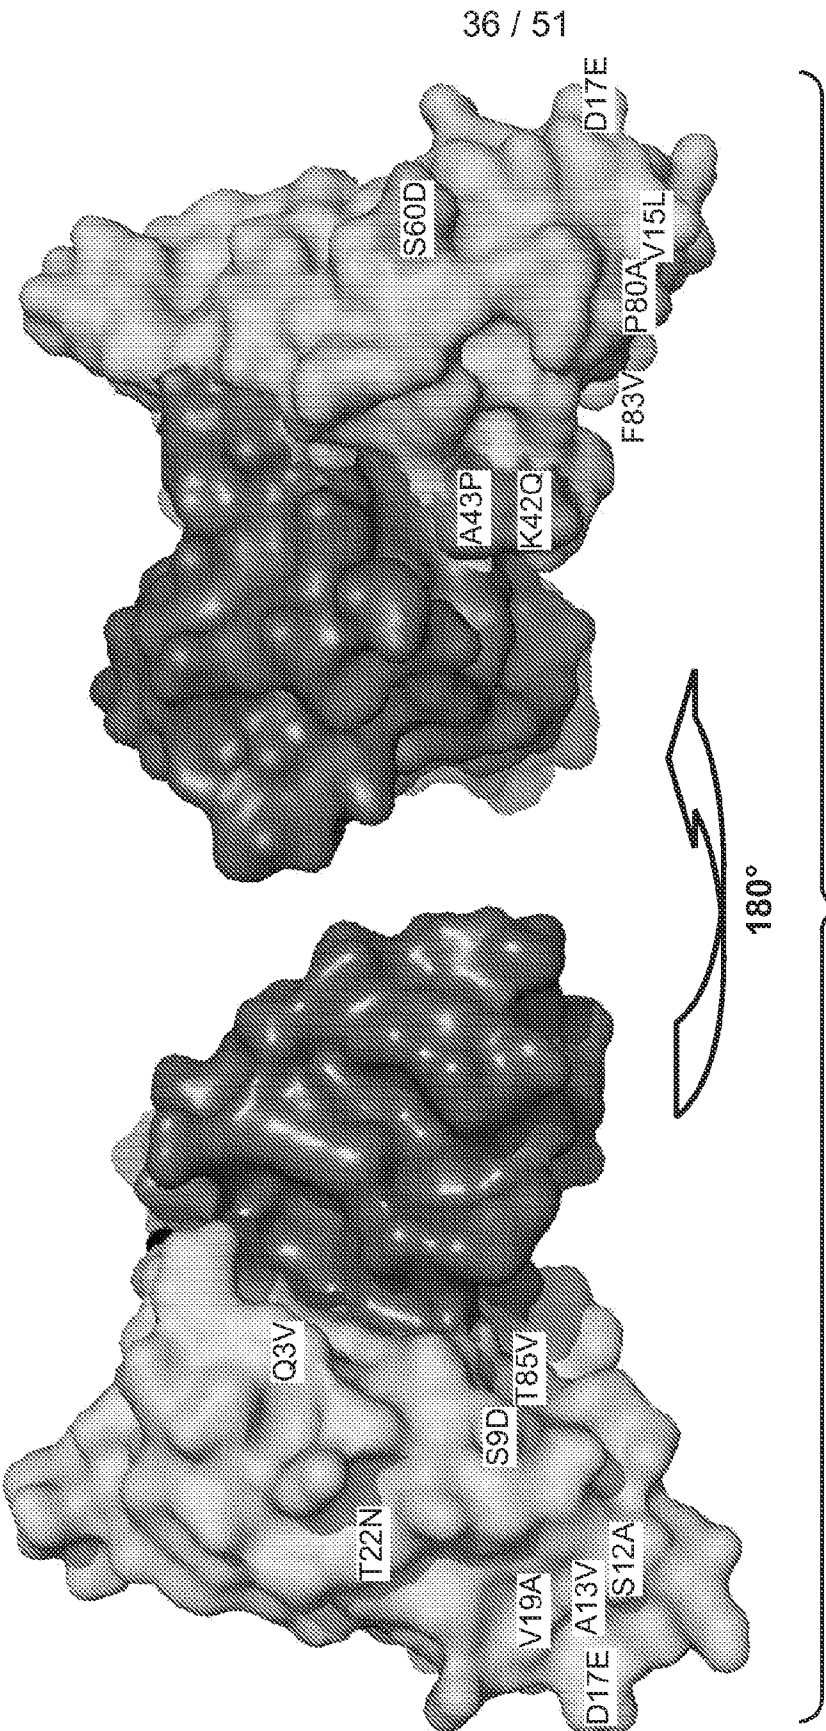 36 / 51
D17E
S60D
V15L
P80A
F83V
A43P
K42Q
180°
Q3V
T85V
S9D
T22N
S12A
A13V
V19A
D17E